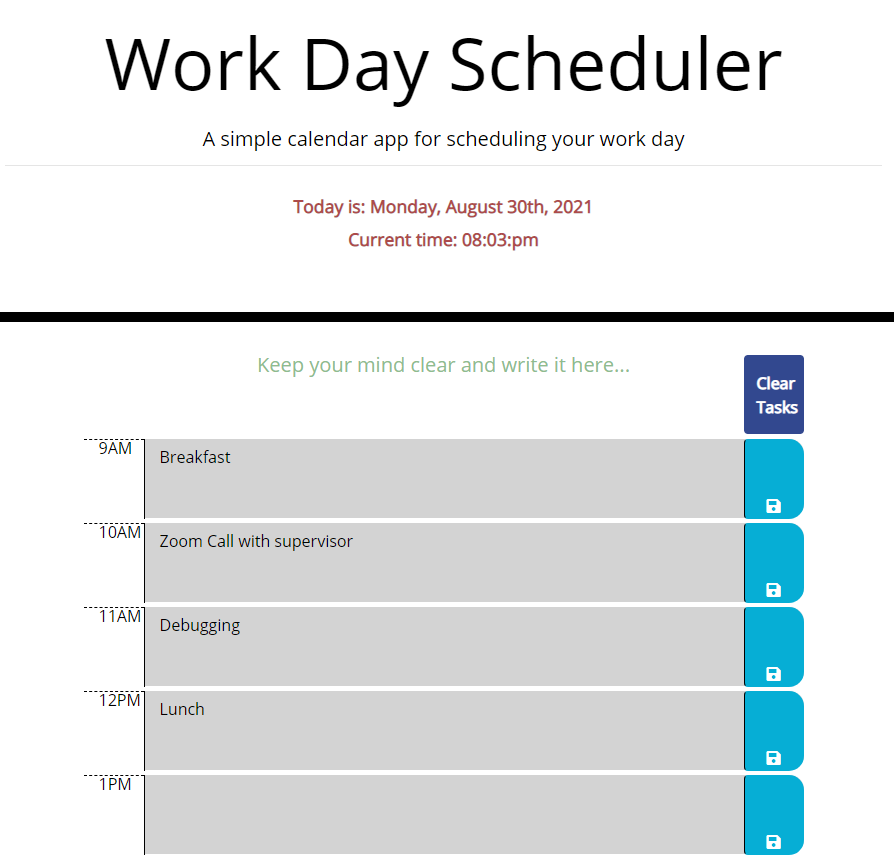 Work Day Scheduler
A simple calendar app for scheduling your work day
Today is: Monday, August 30th, 2021
Current time: 08:03:pm
Keep your mind clear and write it here...
Clear
Tasks
9AM
Breakfast
10AM
Zoom Call with supervisor
11AM
Debugging
12PM
Lunch
1PM